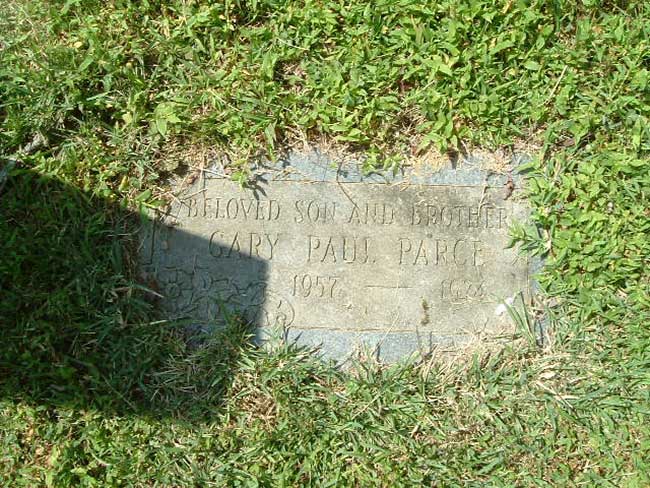 BELOVED SON AND BROTHER
GARY PAUL PARCE
1957 —